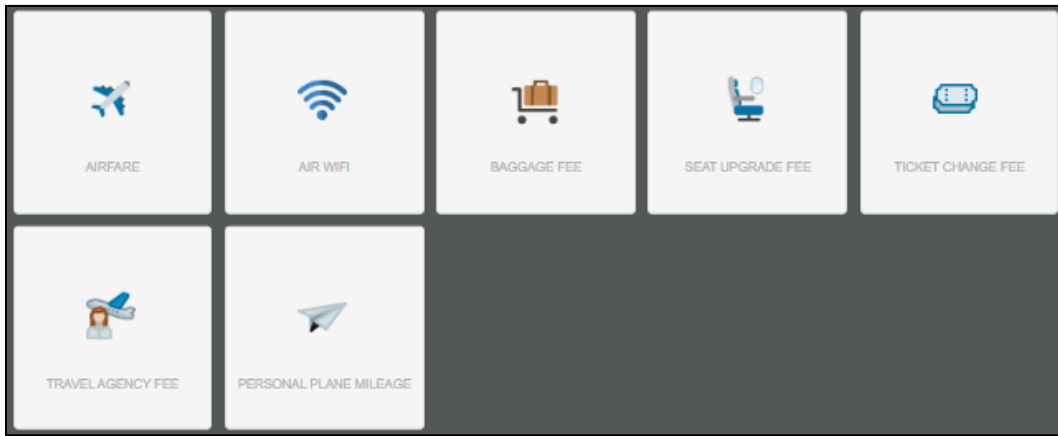 AIRFARE
AIR WIFI
BAGGAGE FEE
SEAT UPGRADE FEE
TICKET CHANGE FEE
TRAVEL AGENCY FEE
PERSONAL PLANE MILEAGE